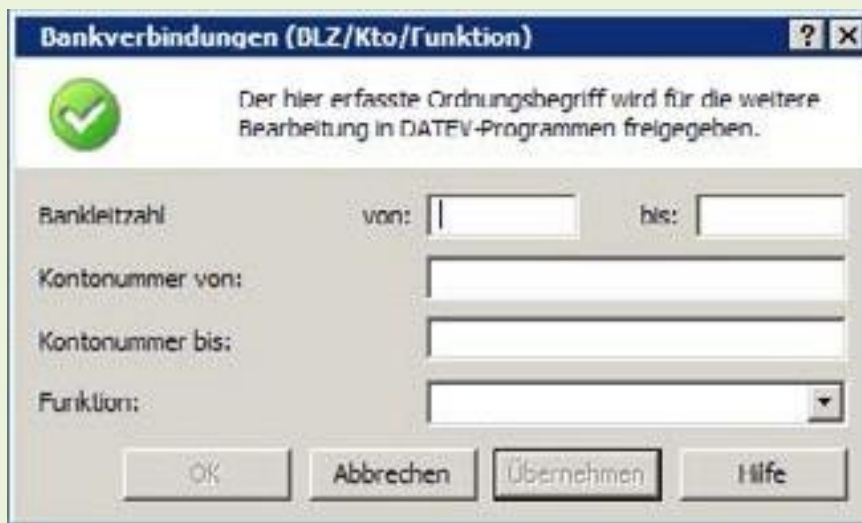 Bankverbindungen (BLZ/Kto/Funktion)
Der hier erfasste Ordnungsbegriff wird für die weitere
Bearbeitung in DATEV-Programmen freigegeben.
Bankleitzahl von: bis:
Kontonummer von:
Kontonummer bis:
Funktion:
OK Abbrechen Übernehmen Hilfe